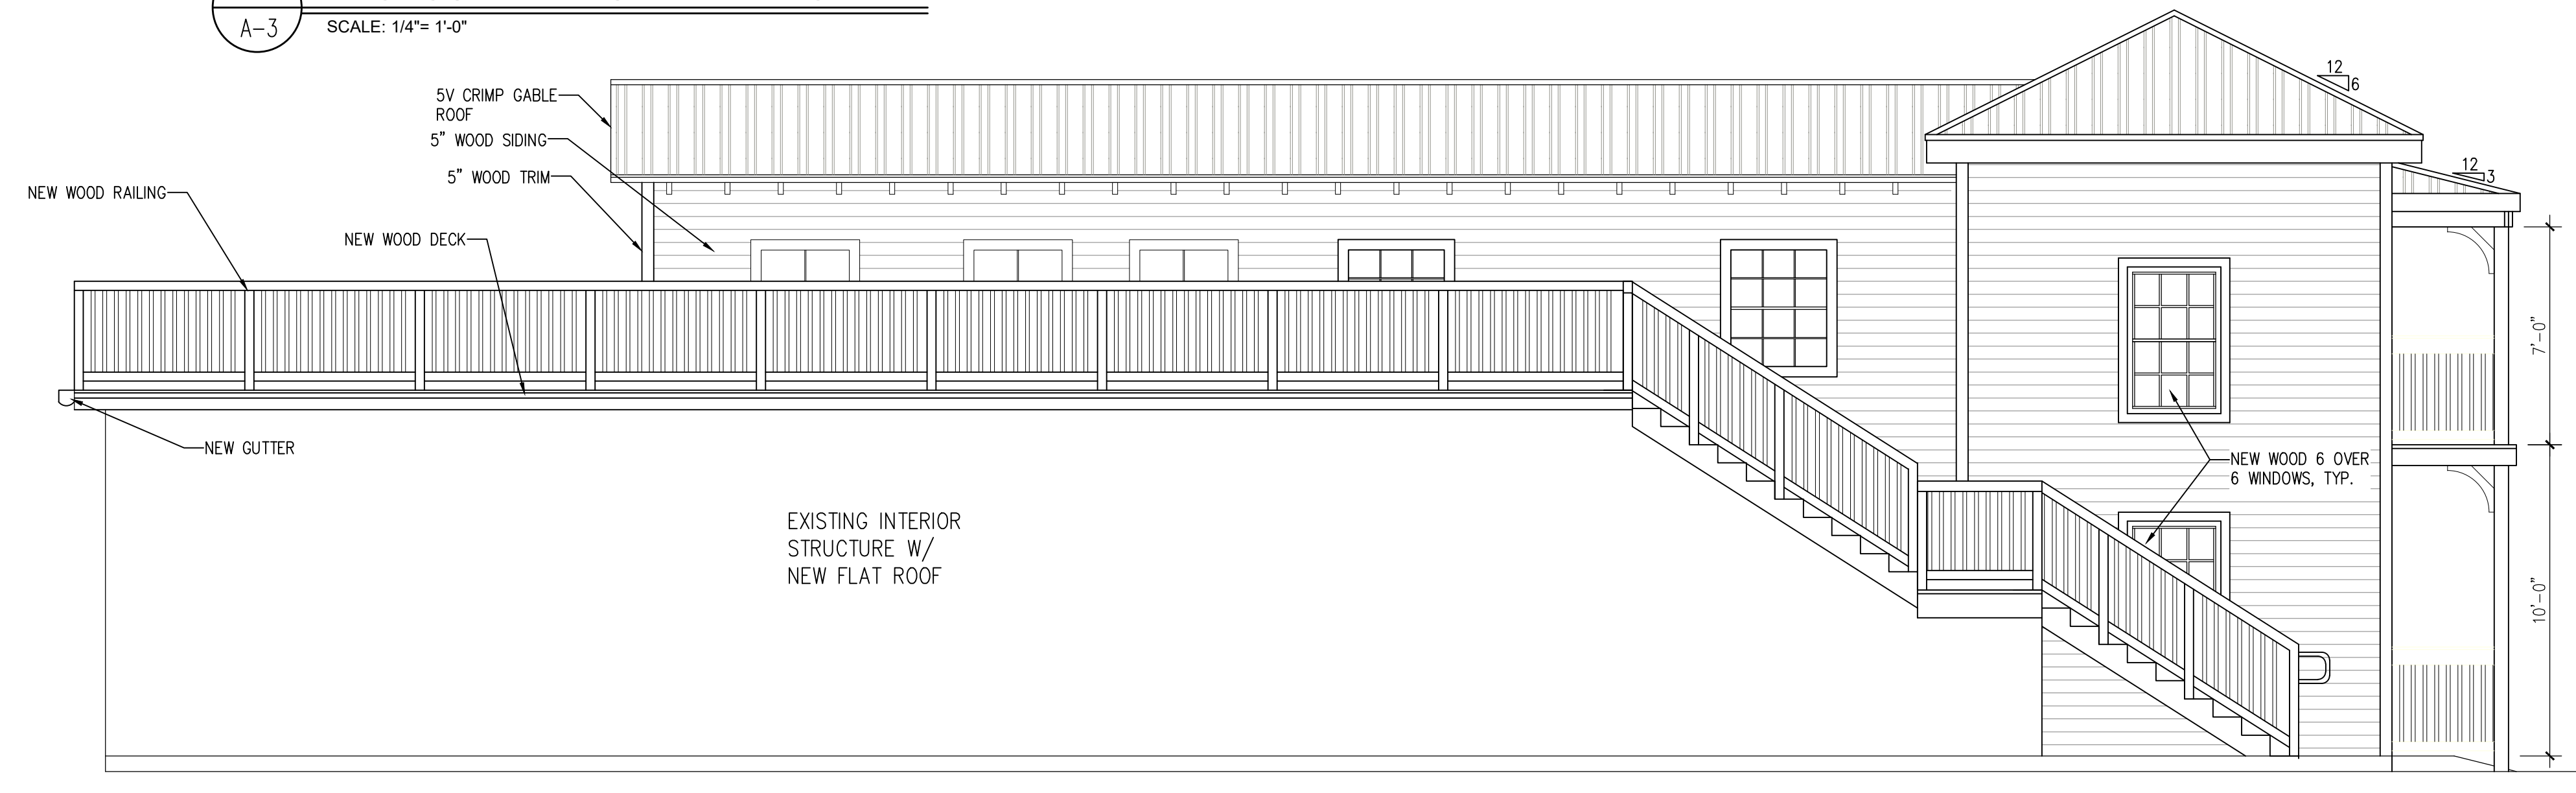 A-3
SCALE: 1/4"= 1'-0"
12
6
5V CRIMP GABLE
ROOF
5" WOOD SIDING
5" WOOD TRIM
12
3
NEW WOOD RAILING
NEW WOOD DECK
7'-0"
NEW GUTTER
NEW WOOD 6 OVER
6 WINDOWS, TYP.
EXISTING INTERIOR
STRUCTURE W/
NEW FLAT ROOF
10'-0"